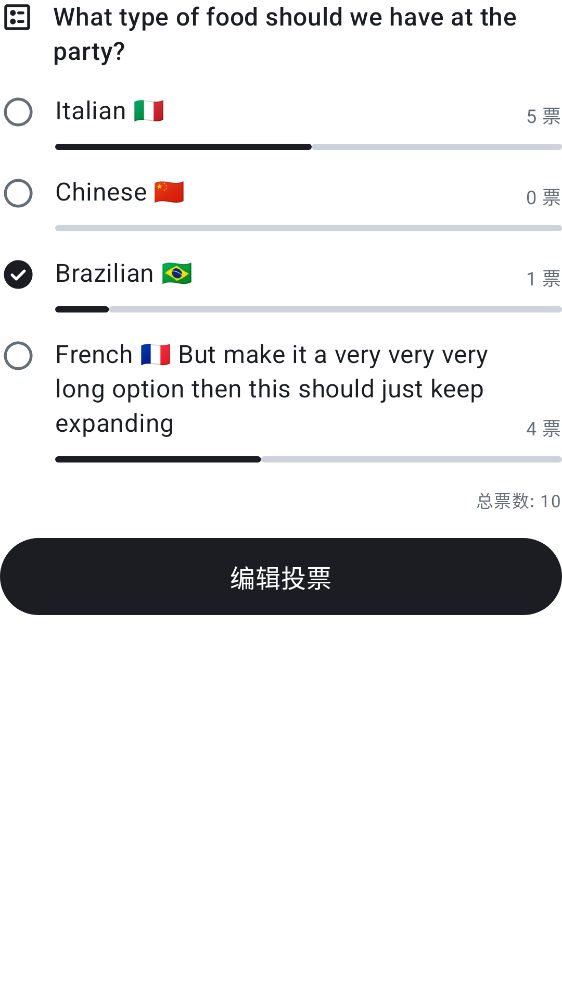 What type of food should we have at the
party?
Italian 🇮🇹
5 票
Chinese 🇨🇳
0 票
Brazilian 🇧🇷
1 票
French 🇫🇷 But make it a very very very
long option then this should just keep
expanding
4 票
总票数: 10
编辑投票